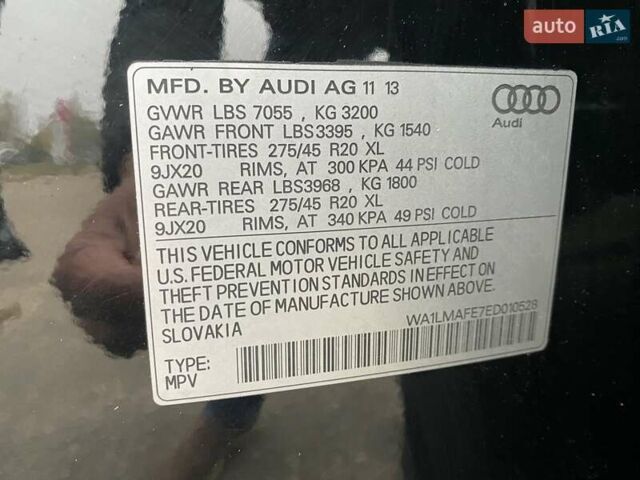 auto RIA.com
MFD. BY AUDI AG 11 13
GVWR LBS 7055 , KG 3200
GAWR FRONT LBS3395 , KG 1540
FRONT-TIRES 275/45 R20 XL
9JX20 RIMS, AT 300 KPA 44 PSI COLD
GAWR REAR LBS3968 , KG 1800
REAR-TIRES 275/45 R20 XL
9JX20 RIMS, AT 340 KPA 49 PSI COLD
Audi
THIS VEHICLE CONFORMS TO ALL APPLICABLE
U.S. FEDERAL MOTOR VEHICLE SAFETY AND
THEFT PREVENTION STANDARDS IN EFFECT ON
THE DATE OF MANUFACTURE SHOWN ABOVE.
SLOVAKIA
WA1LMAFE7ED010528
TYPE:
MPV